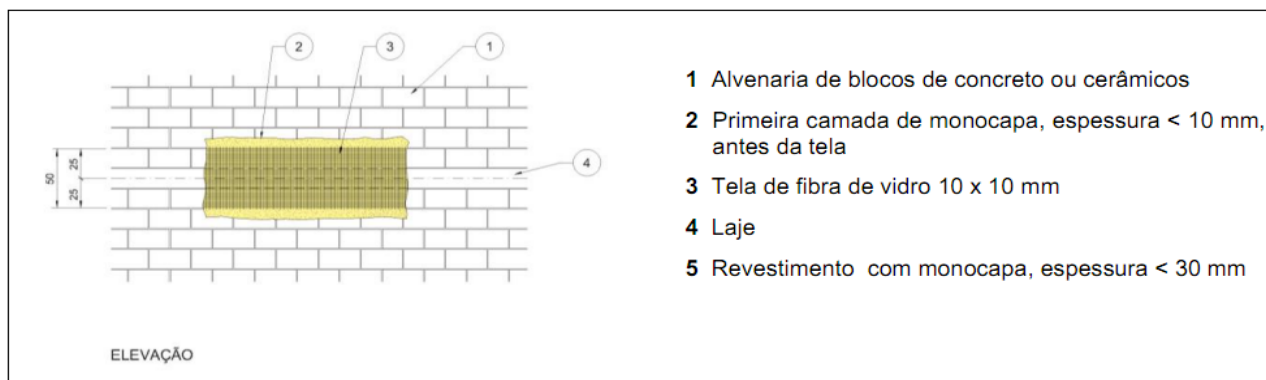 2
3
1
4
50
25
25
ELEVAÇÃO
1 Alvenaria de blocos de concreto ou cerâmicos
2 Primeira camada de monocapa, espessura < 10 mm,
antes da tela
3 Tela de fibra de vidro 10 x 10 mm
4 Laje
5 Revestimento  com monocapa, espessura < 30 mm